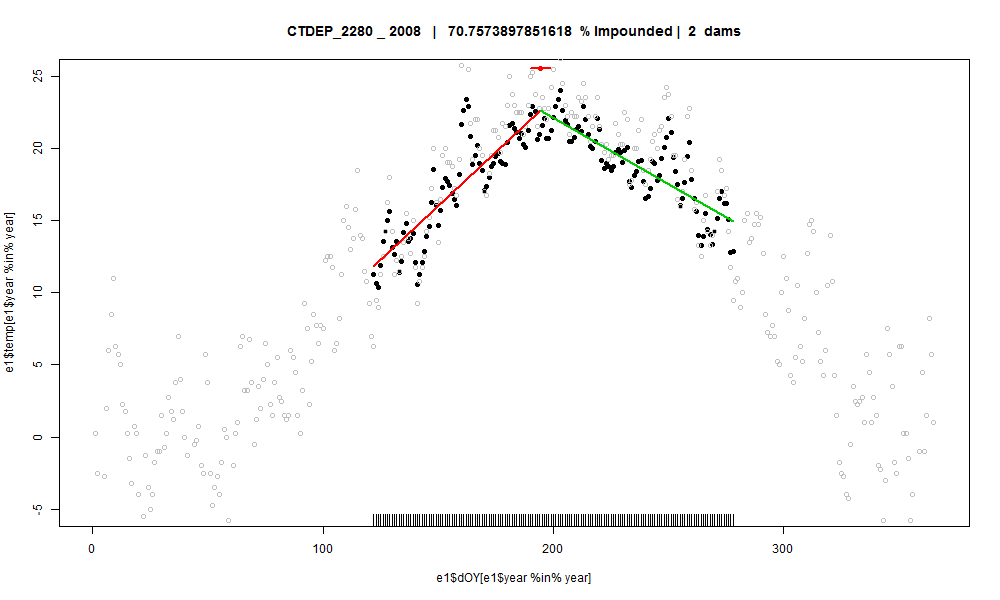 CTDEP_2280 _ 2008 | 70.7573897851618 % Impounded | 2 dams
e1$temp[e1$year %in% year]
25
20
15
10
5
0
-5
0 100 200 300
e1$dOY[e1$year %in% year]